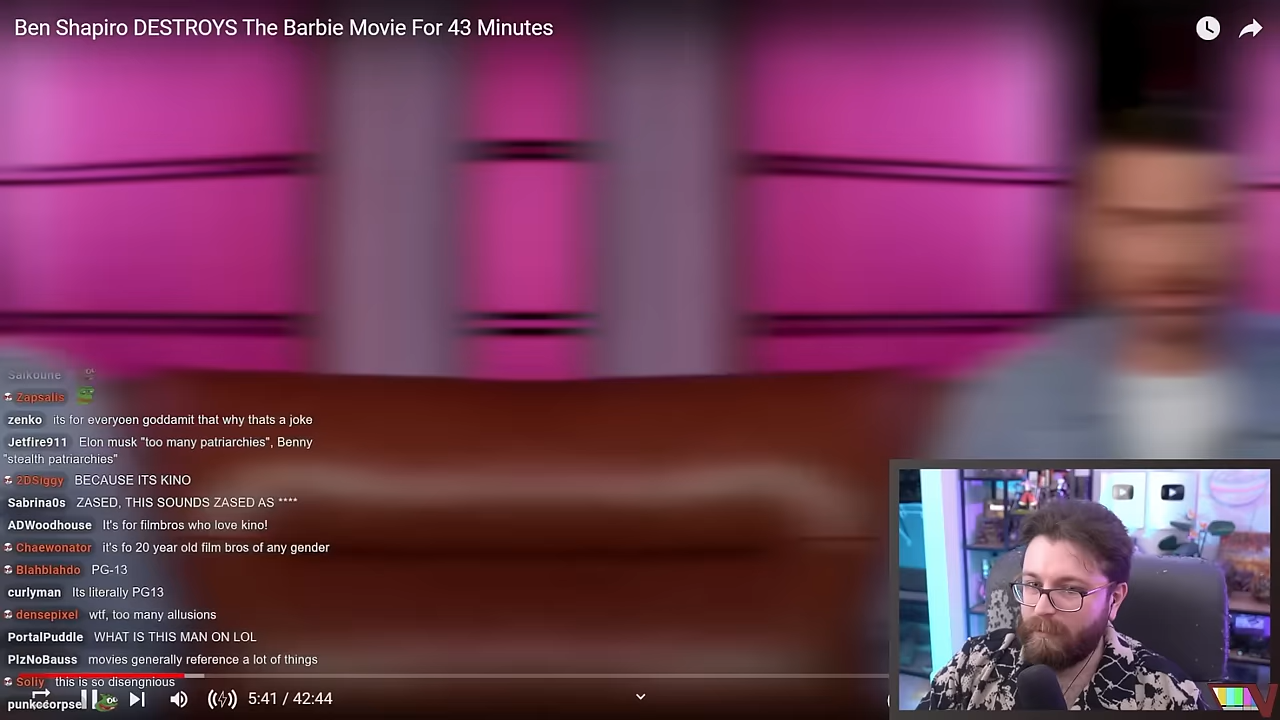 Ben Shapiro DESTROYS The Barbie Movie For 43 Minutes
Saikoune
Zapsalis
zenko its for everyoen goddamit that why thats a joke
Jetfire911 Elon musk "too many patriarchies", Benny
"stealth patriarchies"
2DSiggy BECAUSE ITS KINO
Sabrina0s ZASED, THIS SOUNDS ZASED AS ****
ADWoodhouse It's for filmbros who love kino!
Chaewonator it's fo 20 year old film bros of any gender
Blahblahdo PG-13
curlyman Its literally PG13
densepixel wtf, too many allusions
PortalPuddle WHAT IS THIS MAN ON LOL
PlzNoBauss movies generally reference a lot of things
Solly this is so disengnious
punkcorpse
5:41 / 42:44